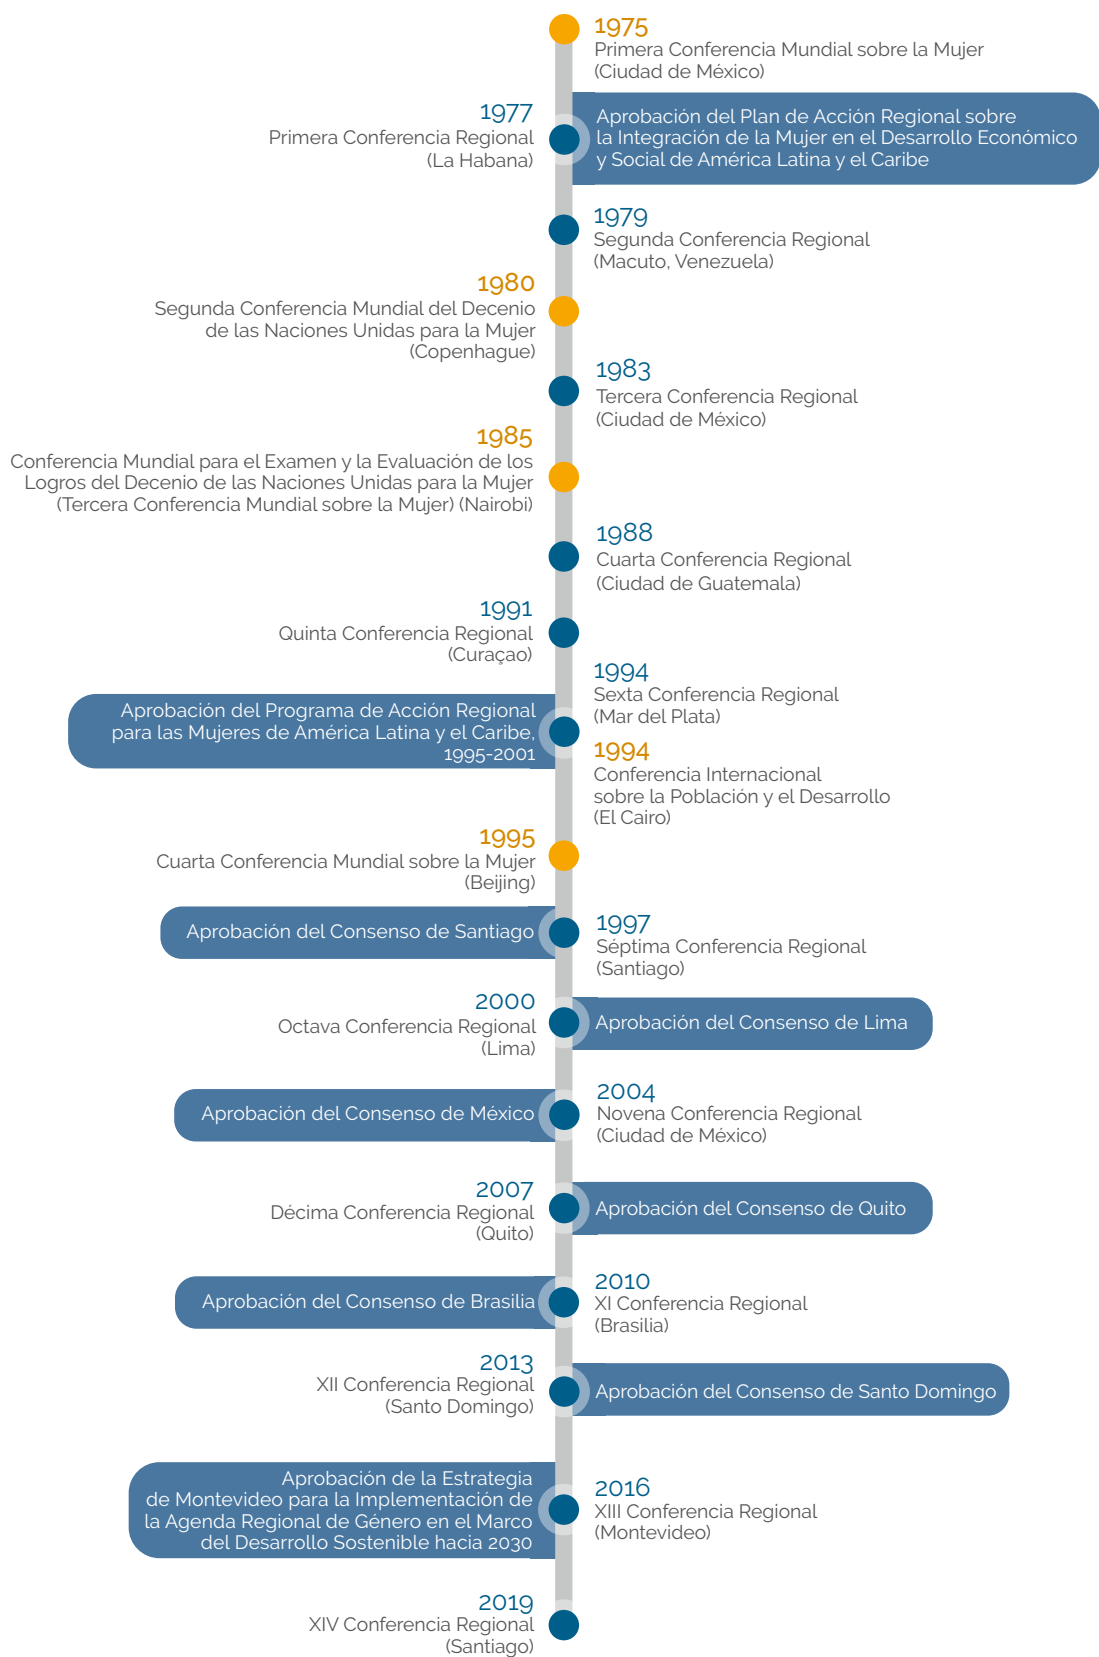 1975
Primera Conferencia Mundial sobre la Mujer
(Ciudad de México)
1977
Primera Conferencia Regional
(La Habana)
Aprobación del Plan de Acción Regional sobre
la Integración de la Mujer en el Desarrollo Económico
y Social de América Latina y el Caribe
1979
Segunda Conferencia Regional
(Macuto, Venezuela)
1980
Segunda Conferencia Mundial del Decenio
de las Naciones Unidas para la Mujer
(Copenhague)
1983
Tercera Conferencia Regional
(Ciudad de México)
1985
Conferencia Mundial para el Examen y la Evaluación de los
Logros del Decenio de las Naciones Unidas para la Mujer
(Tercera Conferencia Mundial sobre la Mujer) (Nairobi)
1988
Cuarta Conferencia Regional
(Ciudad de Guatemala)
1991
Quinta Conferencia Regional
(Curaçao)
1994
Sexta Conferencia Regional
(Mar del Plata)
Aprobación del Programa de Acción Regional
para las Mujeres de América Latina y el Caribe,
1995-2001
1994
Conferencia Internacional
sobre la Población y el Desarrollo
(El Cairo)
1995
Cuarta Conferencia Mundial sobre la Mujer
(Beijing)
Aprobación del Consenso de Santiago
1997
Séptima Conferencia Regional
(Santiago)
2000
Octava Conferencia Regional
(Lima)
Aprobación del Consenso de Lima
Aprobación del Consenso de México
2004
Novena Conferencia Regional
(Ciudad de México)
2007
Décima Conferencia Regional
(Quito)
Aprobación del Consenso de Quito
Aprobación del Consenso de Brasilia
2010
XI Conferencia Regional
(Brasilia)
2013
XII Conferencia Regional
(Santo Domingo)
Aprobación del Consenso de Santo Domingo
Aprobación de la Estrategia
de Montevideo para la Implementación de
la Agenda Regional de Género en el Marco
del Desarrollo Sostenible hacia 2030
2016
XIII Conferencia Regional
(Montevideo)
2019
XIV Conferencia Regional
(Santiago)